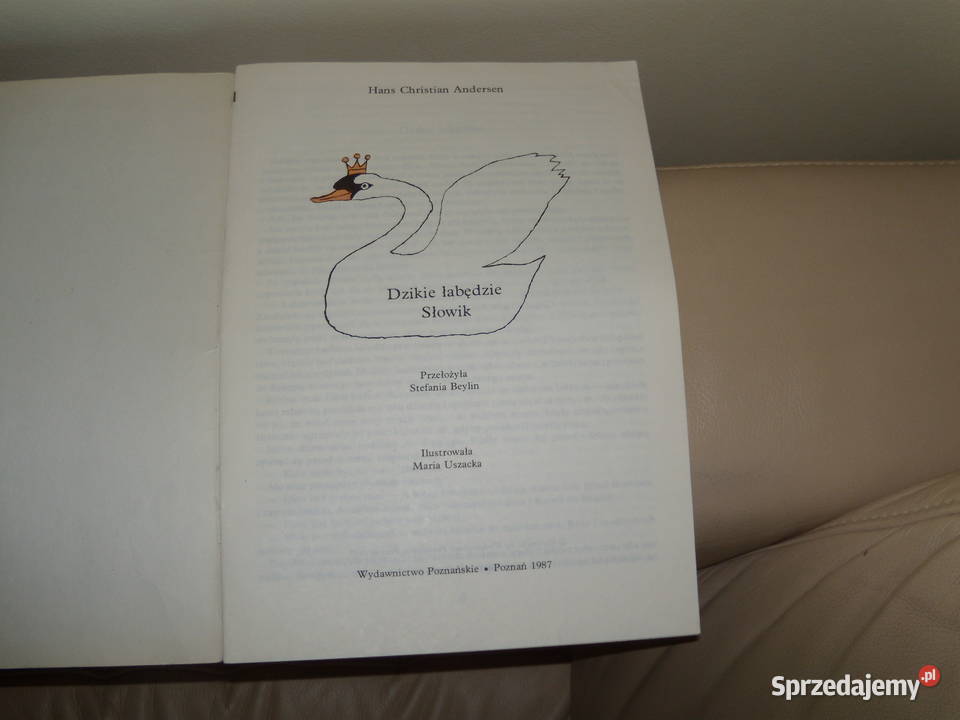 Hans Christian Andersen
Dzikie łabędzie
Słowik
Przełożyła
Stefania Beylin
Ilustrowała
Maria Uszacka
Wydawnictwo Poznańskie • Poznań 1987
Sprzedajemy.pl